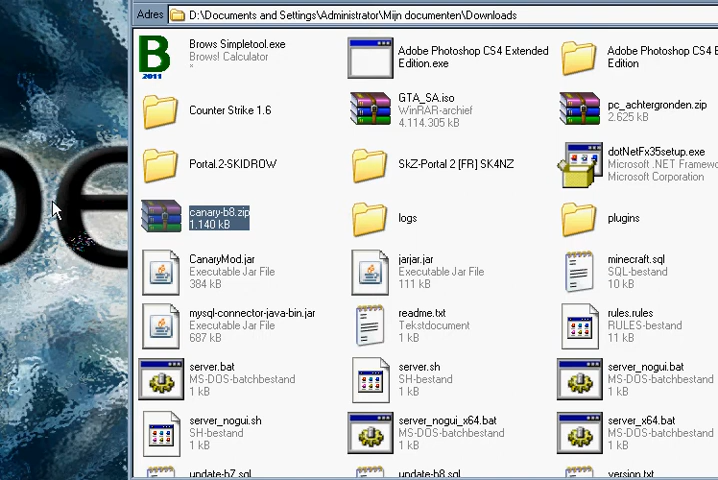 Adres D:\Documents and Settings\Administrator\Mijn documenten\Downloads
B
2011
Brows Simpletool.exe
Brows! Calculator
*
Adobe Photoshop CS4 Extended
Edition.exe
Adobe Photoshop CS4 E
Edition
Counter Strike 1.6
GTA_SA.iso
WinRAR-archief
4.114.305 kB
pc_achtergronden.zip
2.625 kB
Portal.2-SKIDROW
SkZ-Portal 2 [FR] SK4NZ
dotNetFx35setup.exe
Microsoft .NET Framewo
Microsoft Corporation
canary-b8.zip
1.140 kB
logs
plugins
CanaryMod.jar
Executable Jar File
384 kB
jarjar.jar
Executable Jar File
111 kB
minecraft.sql
SQL-bestand
10 kB
mysql-connector-java-bin.jar
Executable Jar File
687 kB
readme.txt
Tekstdocument
1 kB
rules.rules
RULES-bestand
11 kB
server.bat
MS-DOS-batchbestand
1 kB
server.sh
SH-bestand
1 kB
server_nogui.bat
MS-DOS-batchbestand
1 kB
server_nogui.sh
SH-bestand
1 kB
server_nogui_x64.bat
MS-DOS-batchbestand
1 kB
server_x64.bat
MS-DOS-batchbestand
1 kB
update-b7.sql
update-b8.sql
version.txt